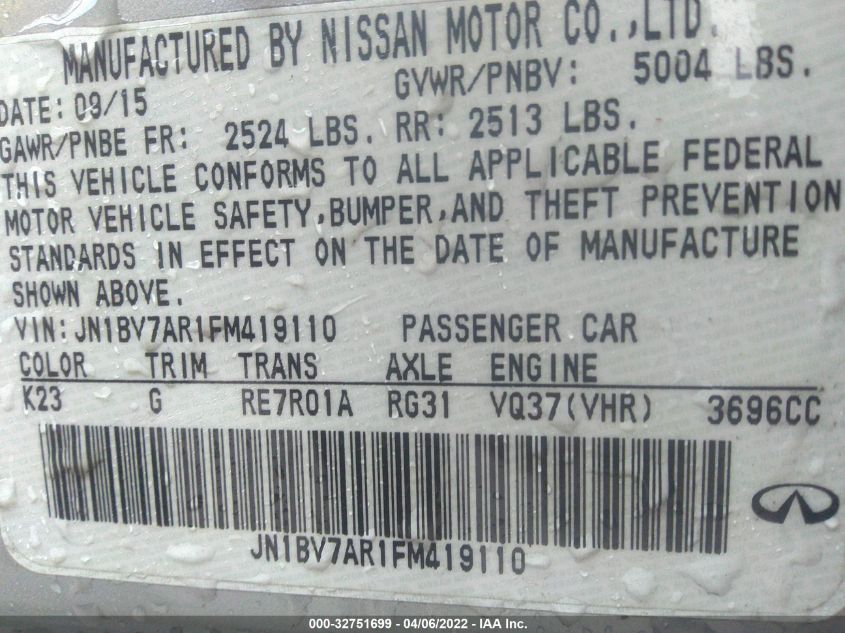 MANUFACTURED BY NISSAN MOTOR CO.,LTD.
GVWR/PNBV: 5004 LBS.
DATE: 09/15
GAWR/PNBE FR: 2524 LBS. RR: 2513 LBS.
THIS VEHICLE CONFORMS TO ALL APPLICABLE FEDERAL
MOTOR VEHICLE SAFETY,BUMPER,AND THEFT PREVENTION
STANDARDS IN EFFECT ON THE DATE OF MANUFACTURE
SHOWN ABOVE.
VIN:JN1BV7AR1FM419110 PASSENGER CAR
COLOR TRIM TRANS AXLE ENGINE
K23 G RE7R01A RG31 VQ37(VHR) 3696CC
JN1BV7AR1FM419110
000-32751699 - 04/06/2022 - IAA Inc.